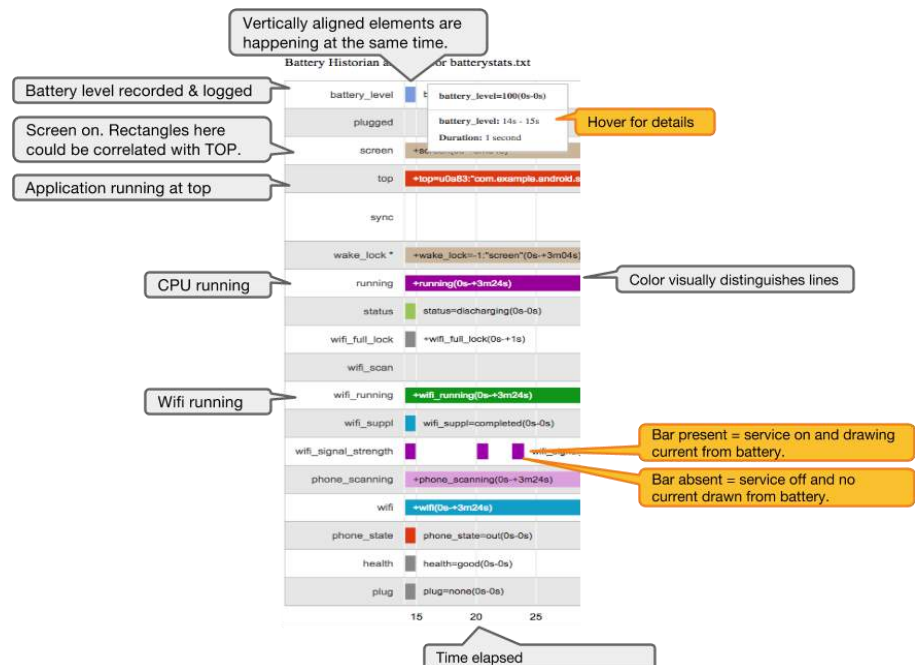 Vertically aligned elements are
happening at the same time.
Battery Historian a or batterystats.txt
Battery level recorded & logged
battery_level
b
battery_level=100(0s-0s)
battery_level: 14s - 15s
Duration: 1 second
Hover for details
plugged
Screen on. Rectangles here
could be correlated with TOP.
screen
Application running at top
top
+top=u0a83:"com.example.android.s
sync
wake_lock *
+wake_lock=-1:"screen"(0s-+3m04s)
CPU running
running
+running(0s-+3m24s)
Color visually distinguishes lines
status
status=discharging(0s-0s)
wifi_full_lock
+wifi_full_lock(0s-+1s)
wifi_scan
Wifi running
wifi_running
+wifi_running(0s-+3m24s)
wifi_suppl
wifi_suppl=completed(0s-0s)
wifi_signal_strength
Bar present = service on and drawing
current from battery.
Bar absent = service off and no
current drawn from battery.
phone_scanning
+phone_scanning(0s-+3m24s)
wifi
+wifi(0s-+3m24s)
phone_state
phone_state=out(0s-0s)
health
health=good(0s-0s)
plug
plug=none(0s-0s)
15 20 25
Time elapsed